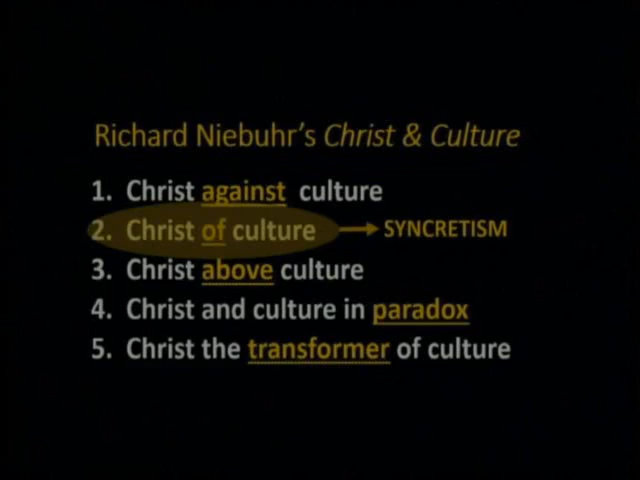 Richard Niebuhr's Christ & Culture
1. Christ against culture
2. Christ of culture → SYNCRETISM
3. Christ above culture
4. Christ and culture in paradox
5. Christ the transformer of culture